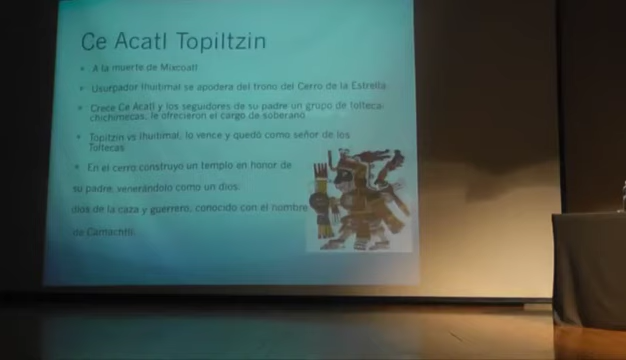 Ce Acatl Topiltzin
• A la muerte de Mixcoatl
• Usurpador Ihuitimal se apodera del trono del Cerro de la Estrella
• Crece Ce Acatl y los seguidores de su padre un grupo de tolteca-
chichimecas, le ofrecieron el cargo de soberano
• Topitzin vs Ihuitimal, lo vence y quedó como señor de los
Toltecas
• En el cerro construyo un templo en honor de
su padre, venerándolo como un dios:
dios de la caza y guerrero, conocido con el nombre
de Camachtli.